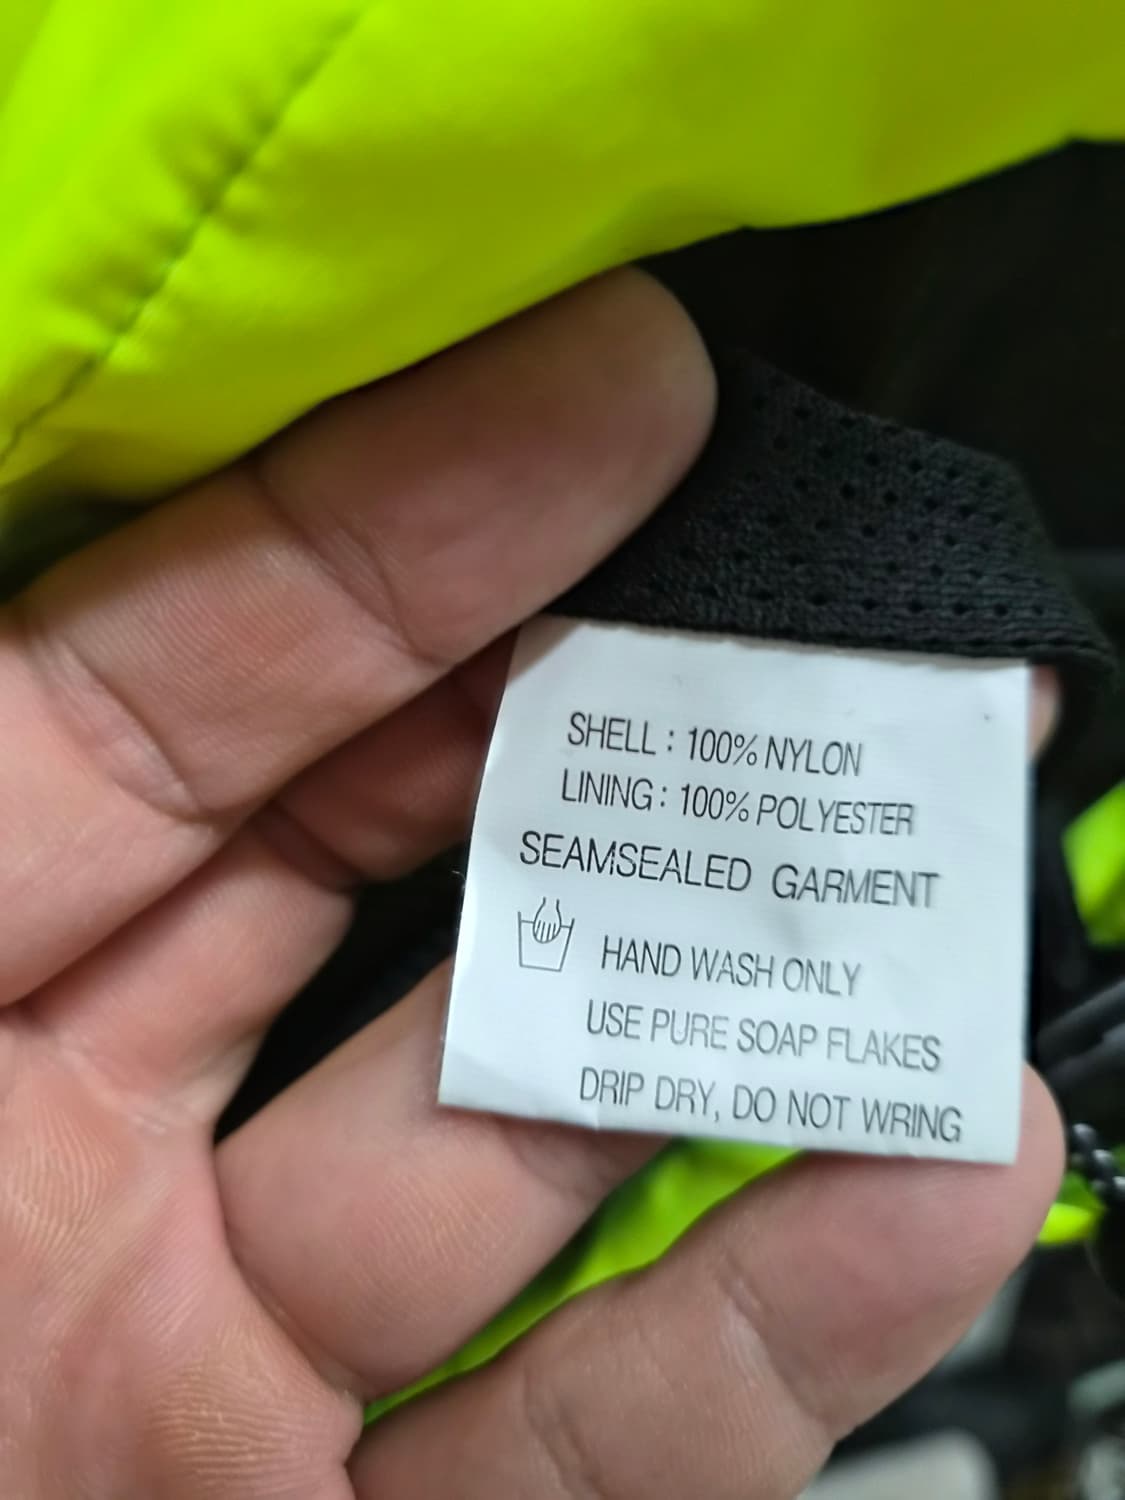 SHELL : 100% NYLON
LINING : 100% POLYESTER
SEAMSEALED GARMENT
HAND WASH ONLY
USE PURE SOAP FLAKES
DRIP DRY, DO NOT WRING